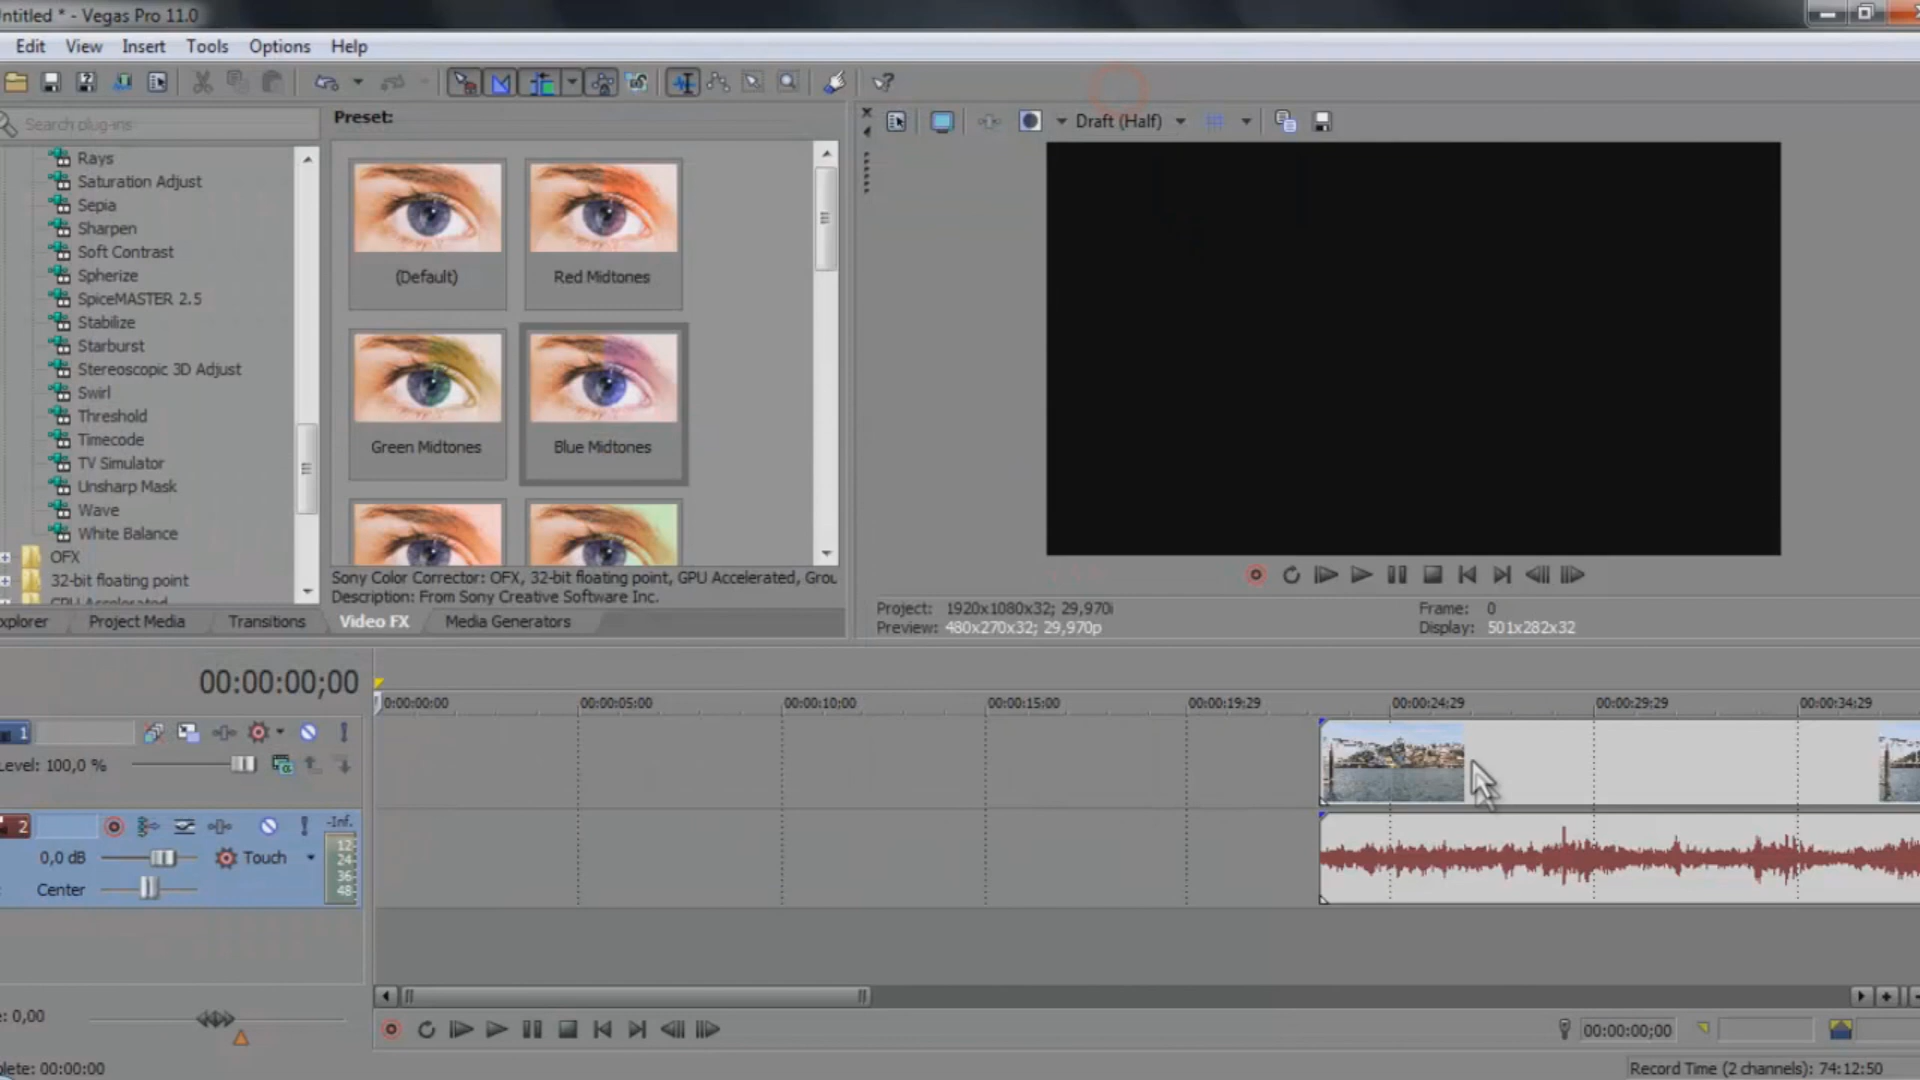 ntitled * - Vegas Pro 11.0
Edit View Insert Tools Options Help
Search plug-ins
Preset:
Draft (Half)
Rays
Saturation Adjust
Sepia
Sharpen
Soft Contrast
Spherize
SpiceMASTER 2.5
Stabilize
Starburst
Stereoscopic 3D Adjust
Swirl
Threshold
Timecode
TV Simulator
Unsharp Mask
Wave
White Balance
OFX
32-bit floating point
GPU Accelerated
(Default)
Red Midtones
Green Midtones
Blue Midtones
Sony Color Corrector: OFX, 32-bit floating point, GPU Accelerated, Grou
Description: From Sony Creative Software Inc.
xplorer Project Media Transitions Video FX Media Generators
Project: 1920x1080x32; 29,970i
Preview: 480x270x32; 29,970p
Frame: 0
Display: 501x282x32
00:00:00;00
0:00:00:00 00:00:05:00 00:00:10:00 00:00:15:00 00:00:19:29 00:00:24:29 00:00:29:29 00:00:34:29
1
Level: 100,0 %
2
-Inf.
0,0 dB
Touch
Center
12
24
36
48
: 0,00
00:00:00;00
plete: 00:00:00
Record Time (2 channels): 74:12:50